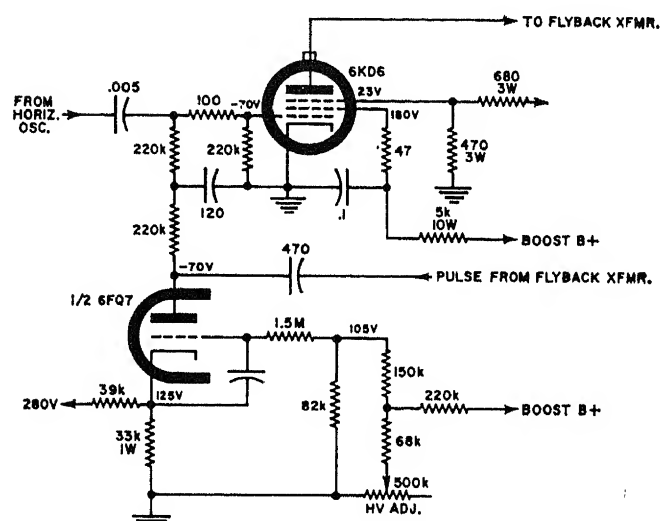 TO FLYBACK XFMR.
6KD6
.005
100
-70V
23V
180V
680
3W
FROM
HORIZ.
OSC.
220k
220k
47
470
3W
120
.1
5k
10W
220k
BOOST B+
470
-70V
PULSE FROM FLYBACK XFMR.
1/2 6FQ7
1.5M
105V
150k
39k
280V
125V
82k
220k
BOOST B+
33k
1W
68k
500k
HV ADJ.